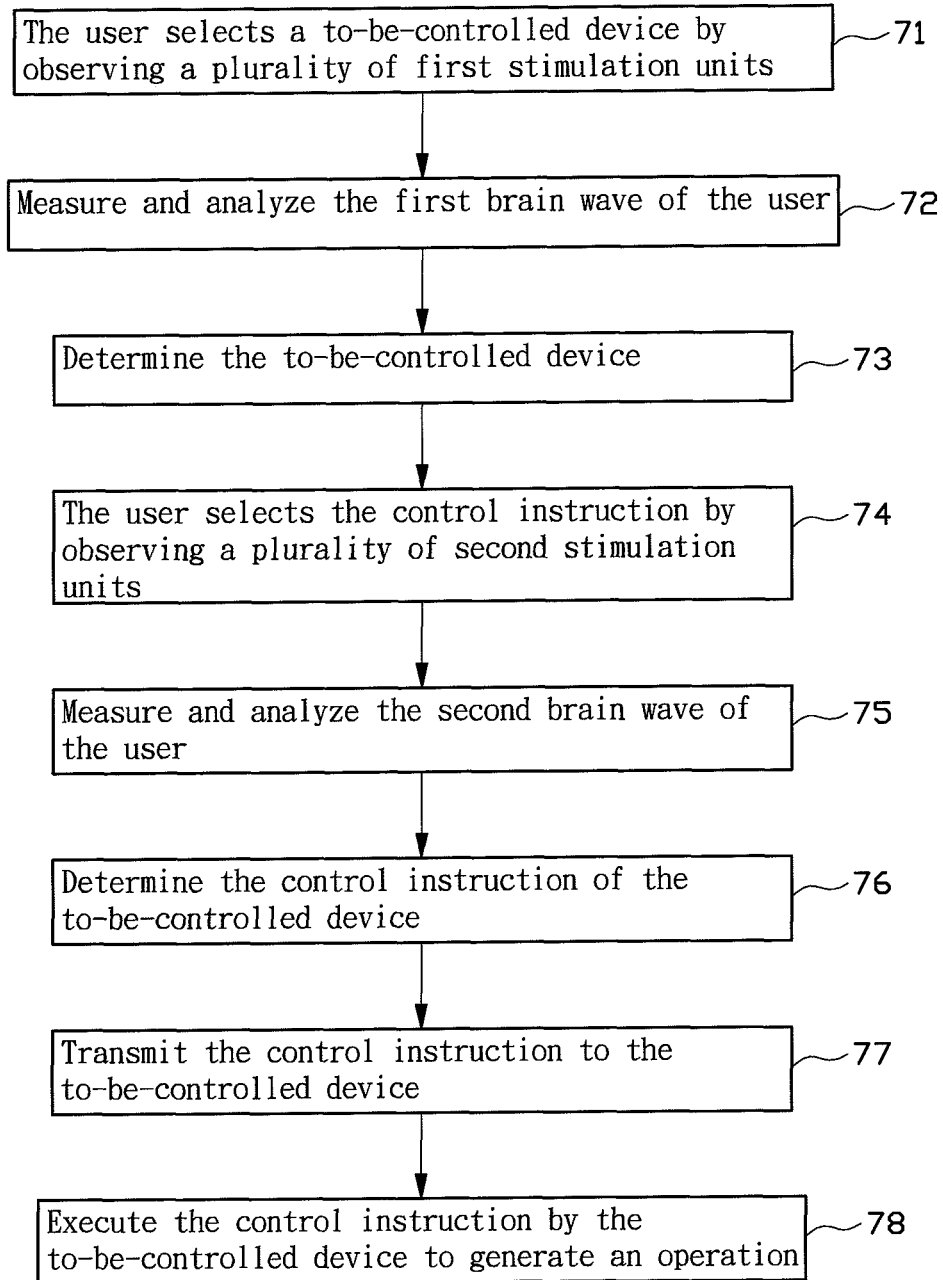 The user selects a to-be-controlled device by
observing a plurality of first stimulation units
71
Measure and analyze the first brain wave of the user
72
Determine the to-be-controlled device
73
The user selects the control instruction by
observing a plurality of second stimulation
units
74
Measure and analyze the second brain wave of
the user
75
Determine the control instruction of the
to-be-controlled device
76
Transmit the control instruction to the
to-be-controlled device
77
Execute the control instruction by the
to-be-controlled device to generate an operation
78